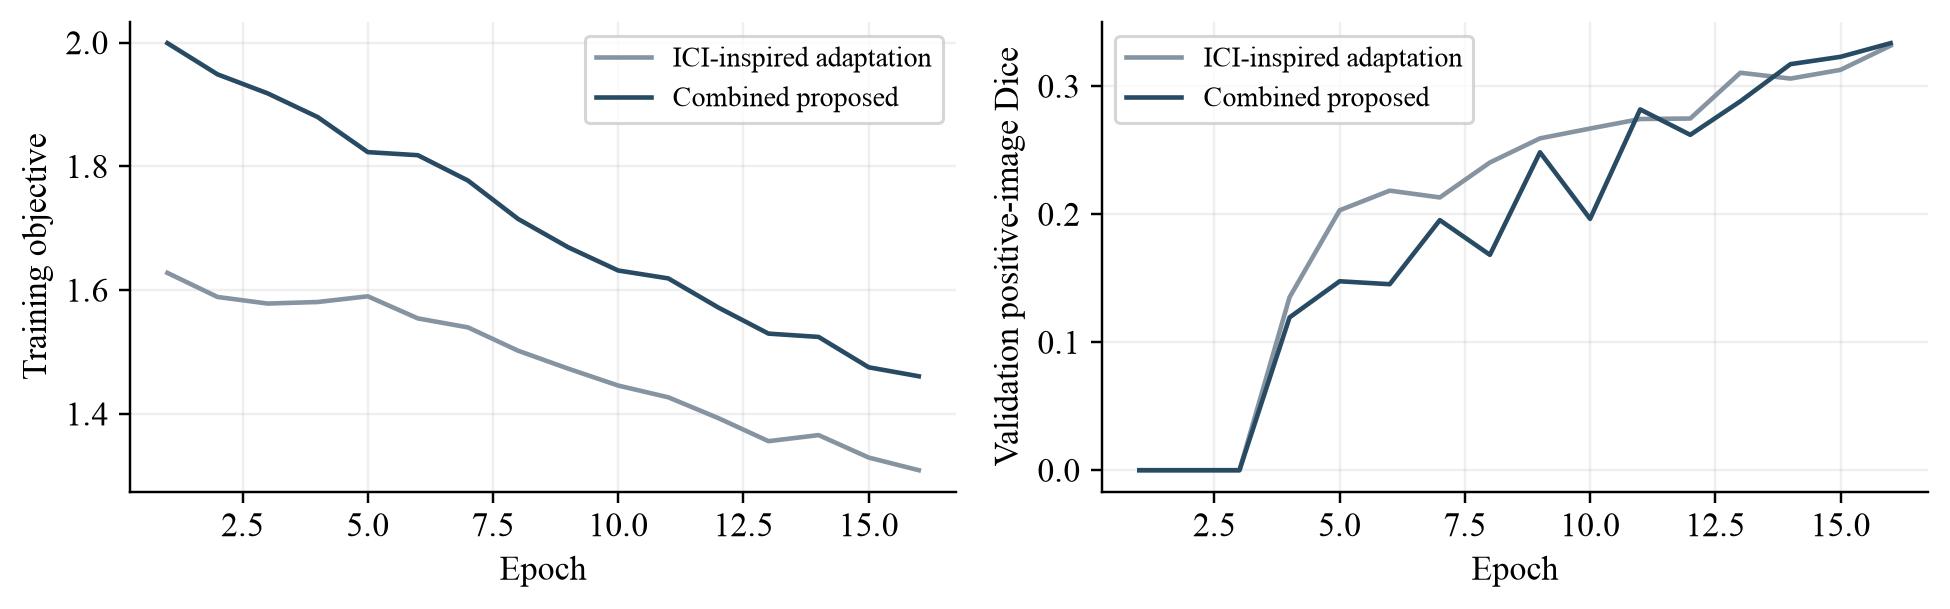 Training objective
2.0
1.8
1.6
1.4
ICI-inspired adaptation
Combined proposed
2.5 5.0 7.5 10.0 12.5 15.0
Epoch
Validation positive-image Dice
0.3
0.2
0.1
0.0
ICI-inspired adaptation
Combined proposed
2.5 5.0 7.5 10.0 12.5 15.0
Epoch